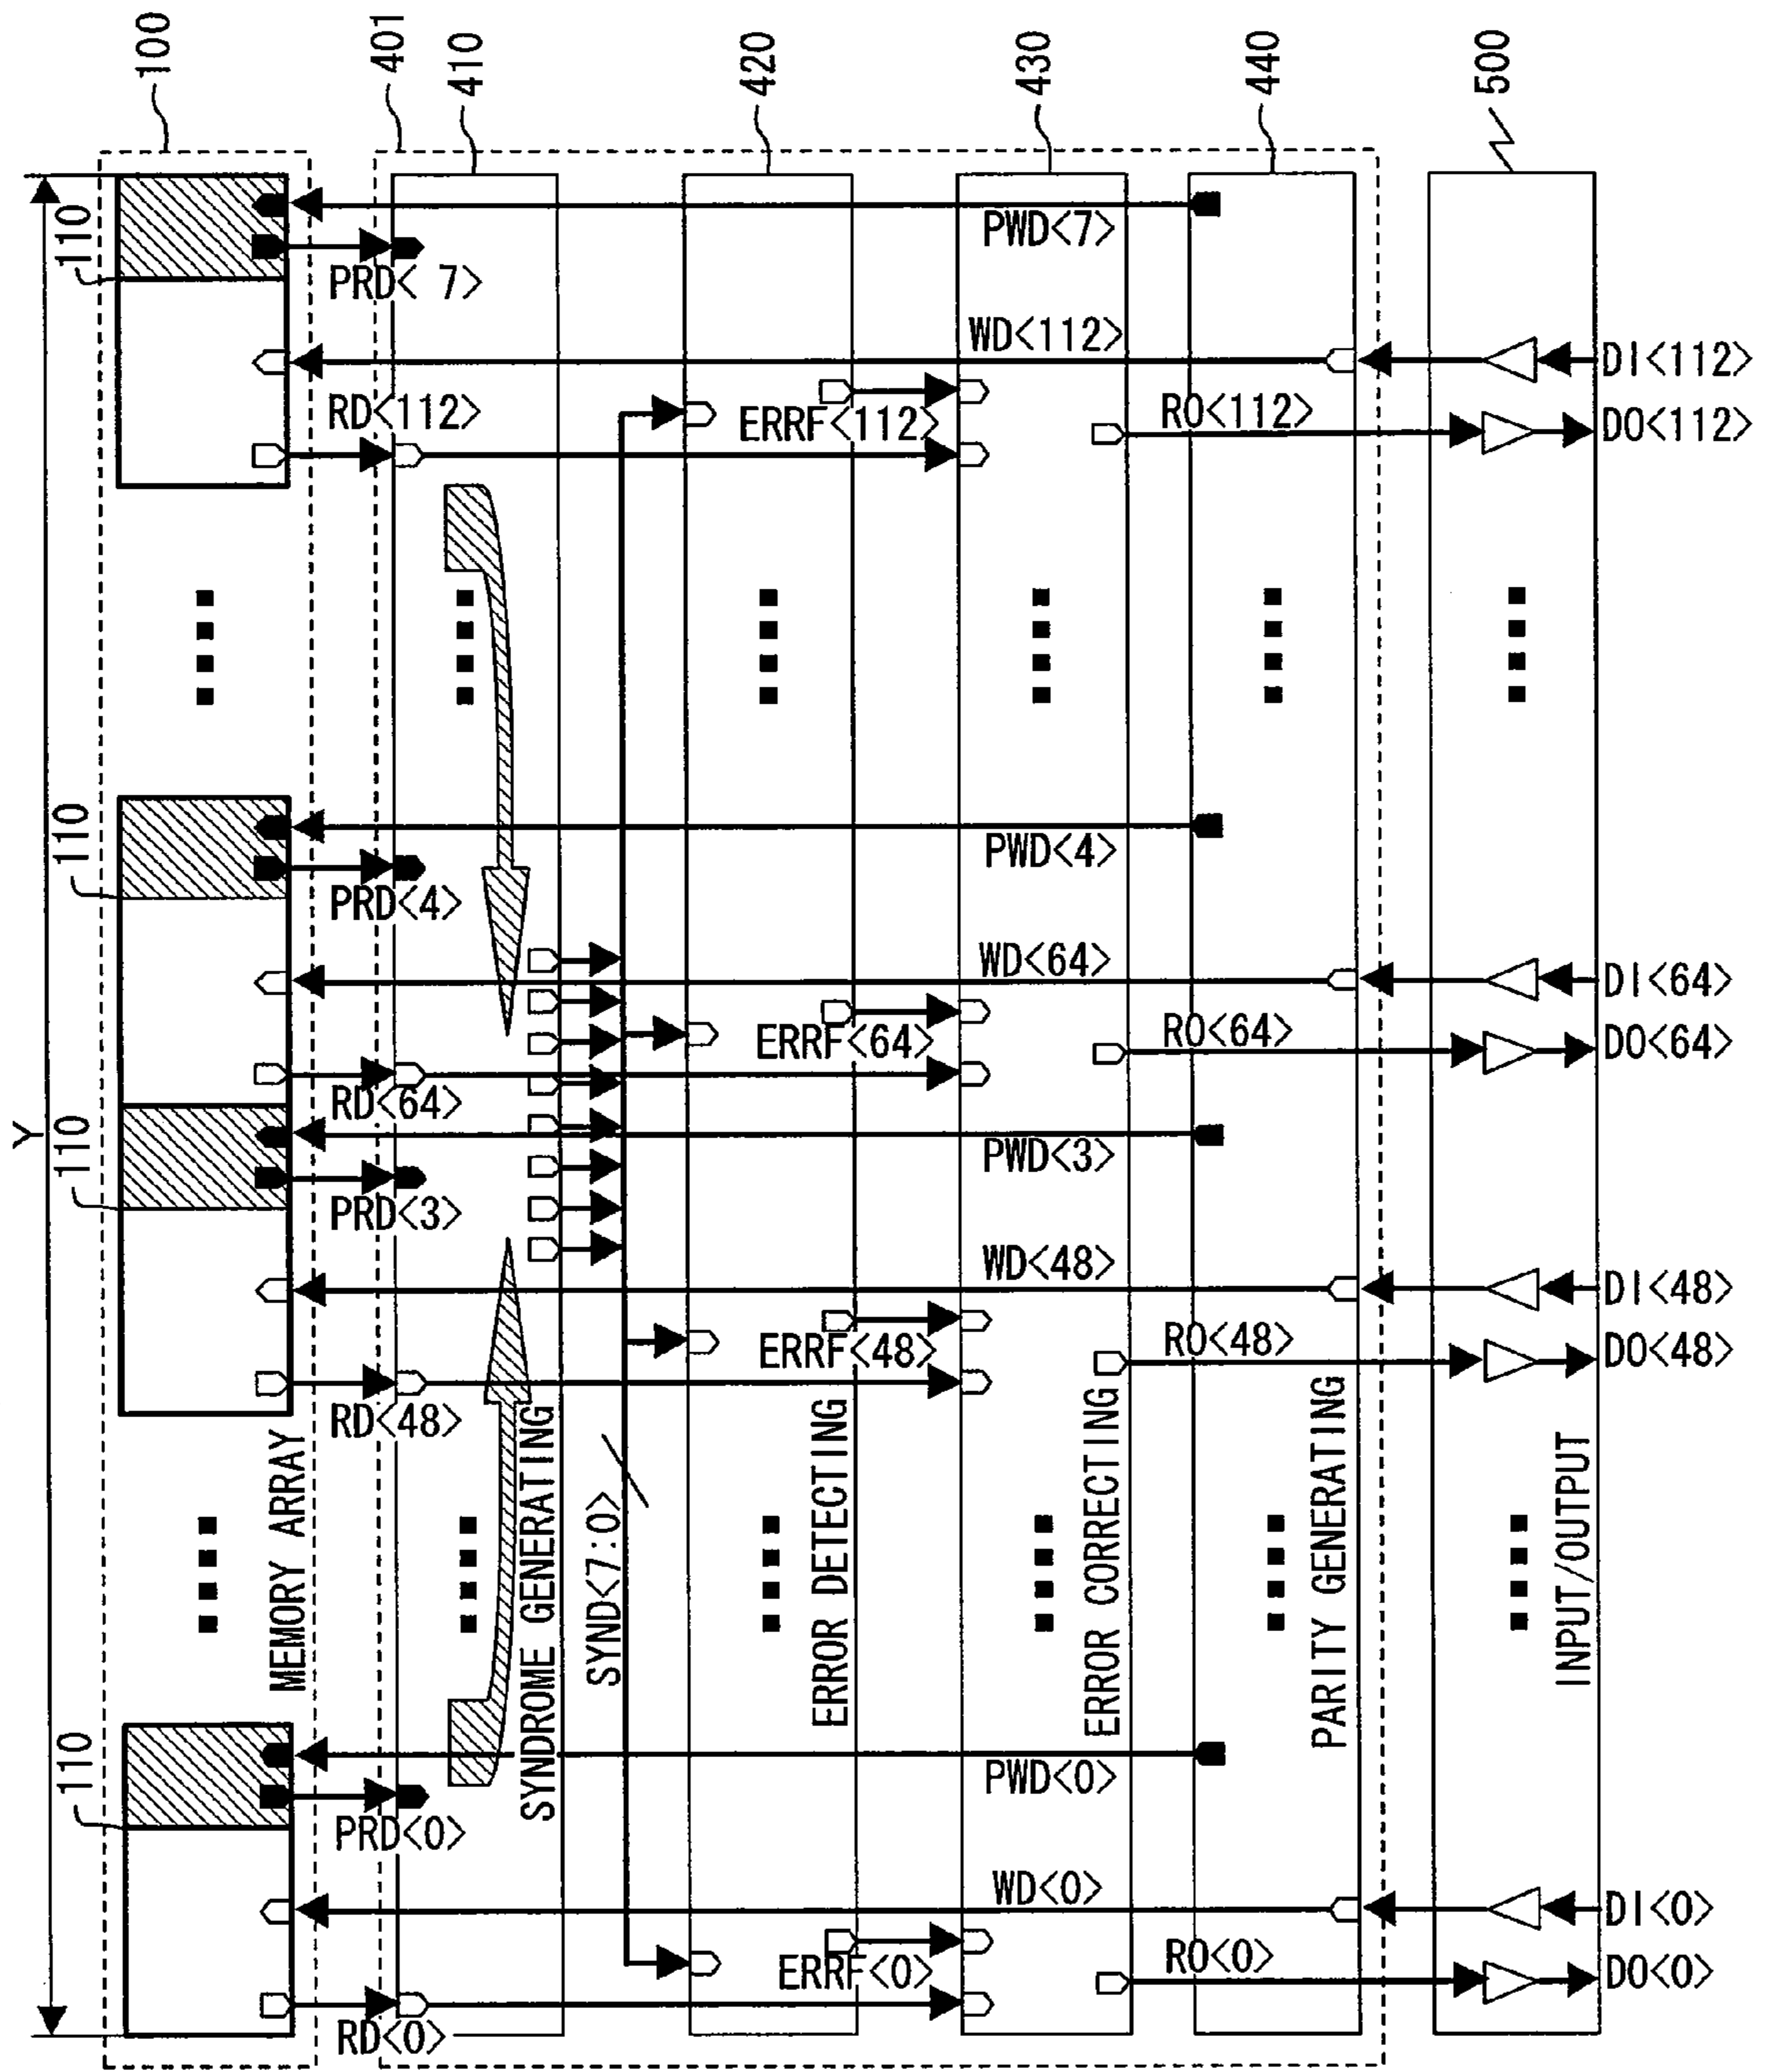 100
401
410
420
430
440
500
Y
110
110
110
110
PRD< 7>
PWD<7>
WD<112>
RD<112>
ERRF<112>
RO<112>
DI<112>
DO<112>
PRD<4>
PWD<4>
WD<64>
RD<64>
ERRF<64>
RO<64>
DI<64>
DO<64>
PRD<3>
PWD<3>
WD<48>
RD<48>
ERRF<48>
RO<48>
DI<48>
DO<48>
MEMORY ARRAY
SYNDROME GENERATING
SYND<7:0>
ERROR DETECTING
ERROR CORRECTING
PARITY GENERATING
INPUT/OUTPUT
PRD<0>
PWD<0>
WD<0>
RD<0>
ERRF<0>
RO<0>
DI<0>
DO<0>